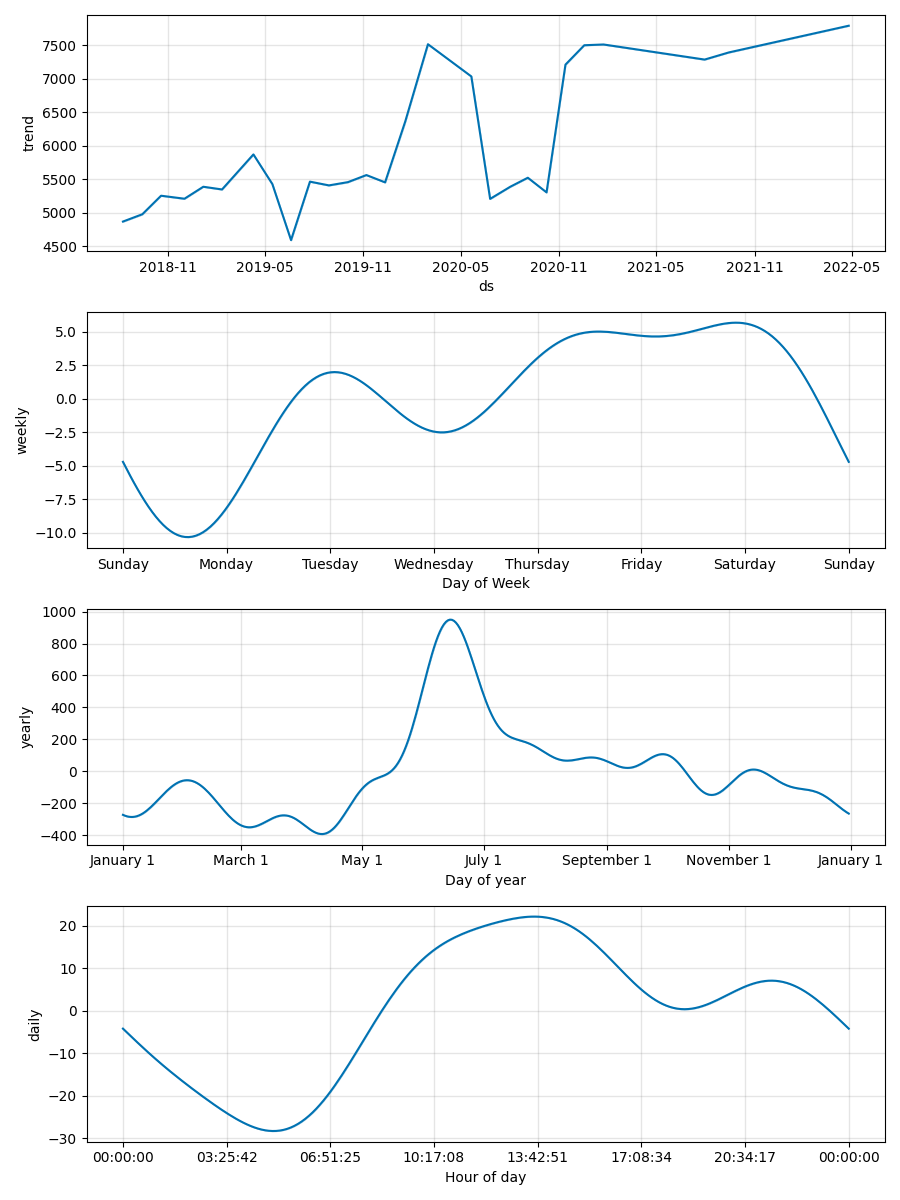 7500
7000
6500
6000
5500
5000
4500
trend
2018-11 2019-05 2019-11 2020-05 2020-11 2021-05 2021-11 2022-05
ds
5.0
2.5
0.0
−2.5
−5.0
−7.5
−10.0
weekly
Sunday Monday Tuesday Wednesday Thursday Friday Saturday Sunday
Day of Week
1000
800
600
400
200
0
−200
−400
yearly
January 1 March 1 May 1 July 1 September 1 November 1 January 1
Day of year
20
10
0
−10
−20
−30
daily
00:00:00 03:25:42 06:51:25 10:17:08 13:42:51 17:08:34 20:34:17 00:00:00
Hour of day